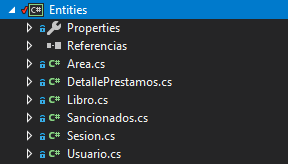 C# Entities
Properties
Referencias
C# Area.cs
C# DetallePrestamos.cs
C# Libro.cs
C# Sancionados.cs
C# Sesion.cs
C# Usuario.cs